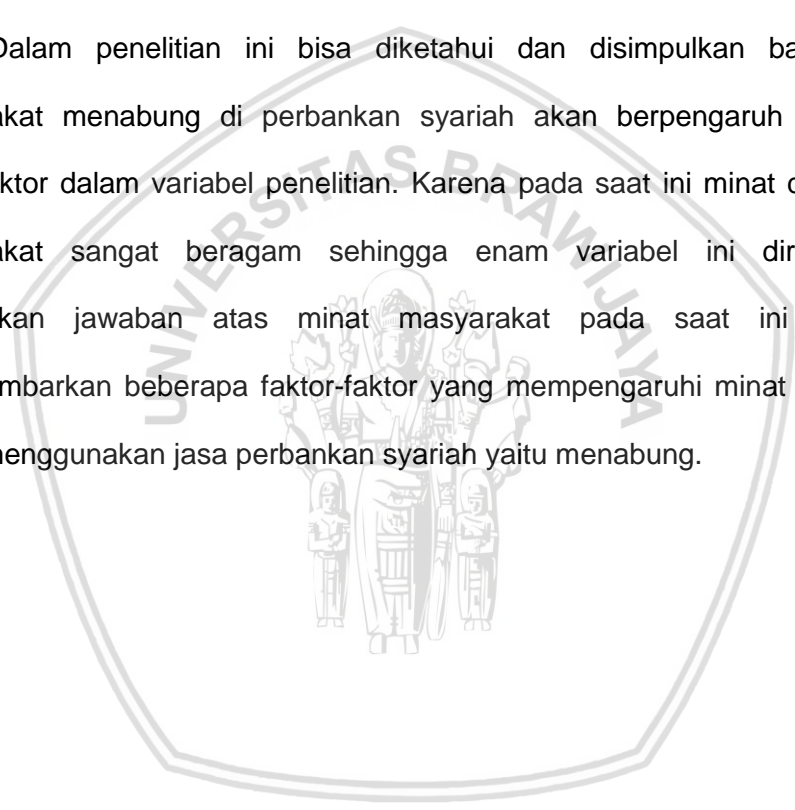 Dalam penelitian ini bisa diketahui dan disimpulkan ba
akat menabung di perbankan syariah akan berpengaruh
ktor dalam variabel penelitian. Karena pada saat ini minat d
akat sangat beragam sehingga enam variabel ini dir
kan jawaban atas minat masyarakat pada saat ini
mbarkan beberapa faktor-faktor yang mempengaruhi minat
menggunakan jasa perbankan syariah yaitu menabung.
UNIVERSITAS BRAWIJAYA